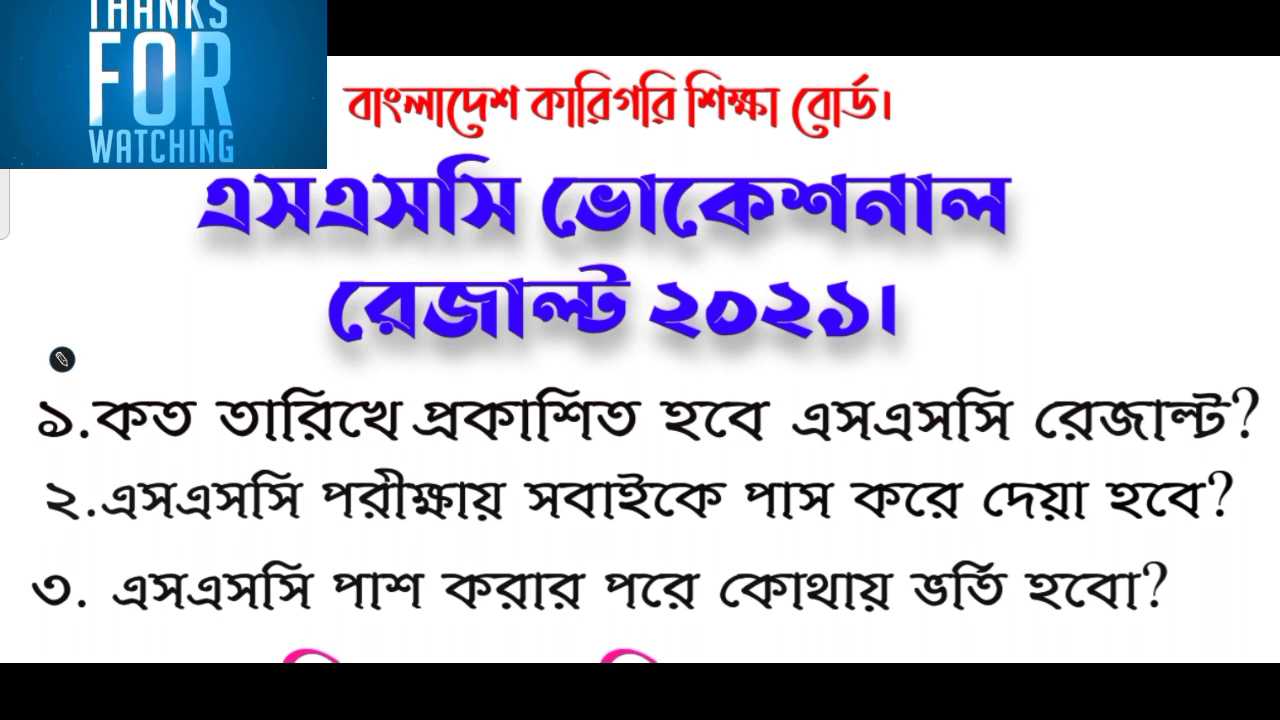 THANKS
FOR
WATCHING
বাংলাদেশ কারিগরি শিক্ষা বোর্ড।
এসএসসি ভোকেশনাল
রেজাল্ট ২০২১।
১.কত তারিখে প্রকাশিত হবে এসএসসি রেজাল্ট?
২.এসএসসি পরীক্ষায় সবাইকে পাস করে দেয়া হবে?
৩. এসএসসি পাশ করার পরে কোথায় ভর্তি হবো?